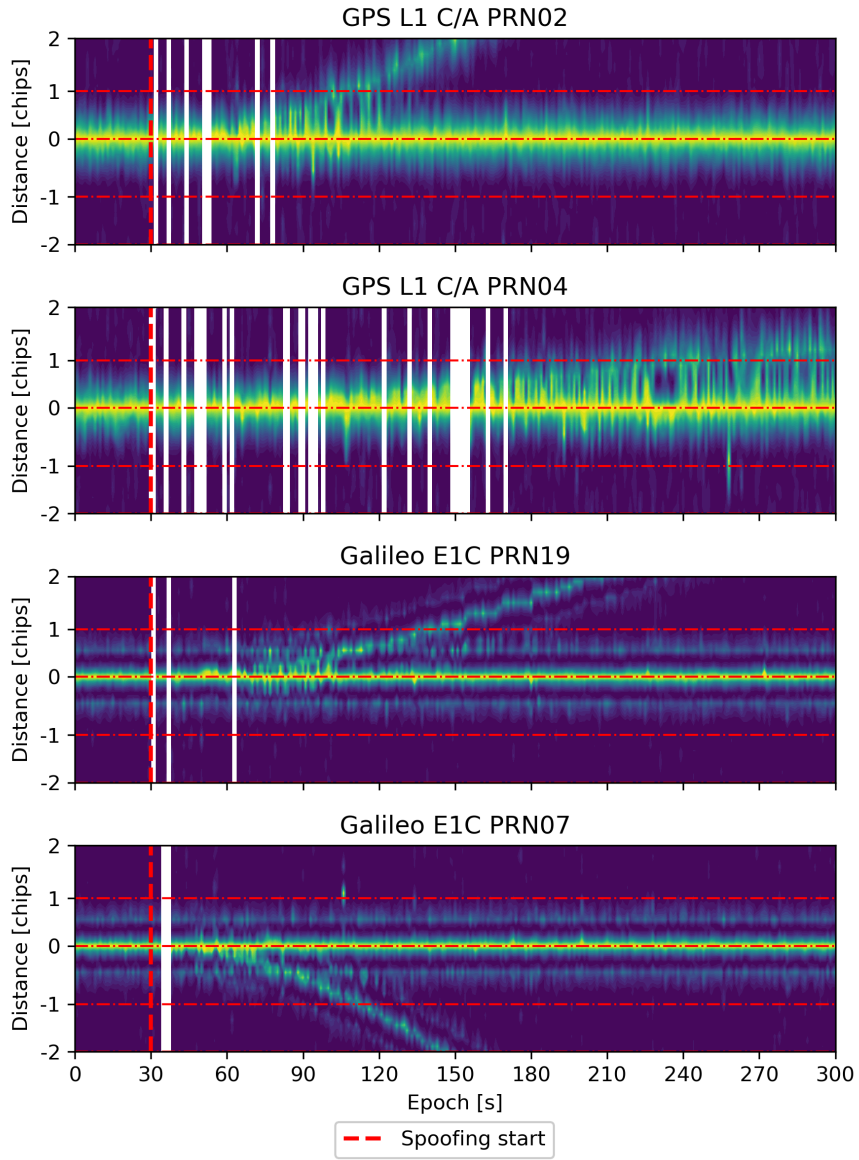 GPS L1 C/A PRN02
Distance [chips]
2
1
0
-1
-2
GPS L1 C/A PRN04
Distance [chips]
2
1
0
-1
-2
Galileo E1C PRN19
Distance [chips]
2
1
0
-1
-2
Galileo E1C PRN07
Distance [chips]
2
1
0
-1
-2
0 30 60 90 120 150 180 210 240 270 300
Epoch [s]
Spoofing start